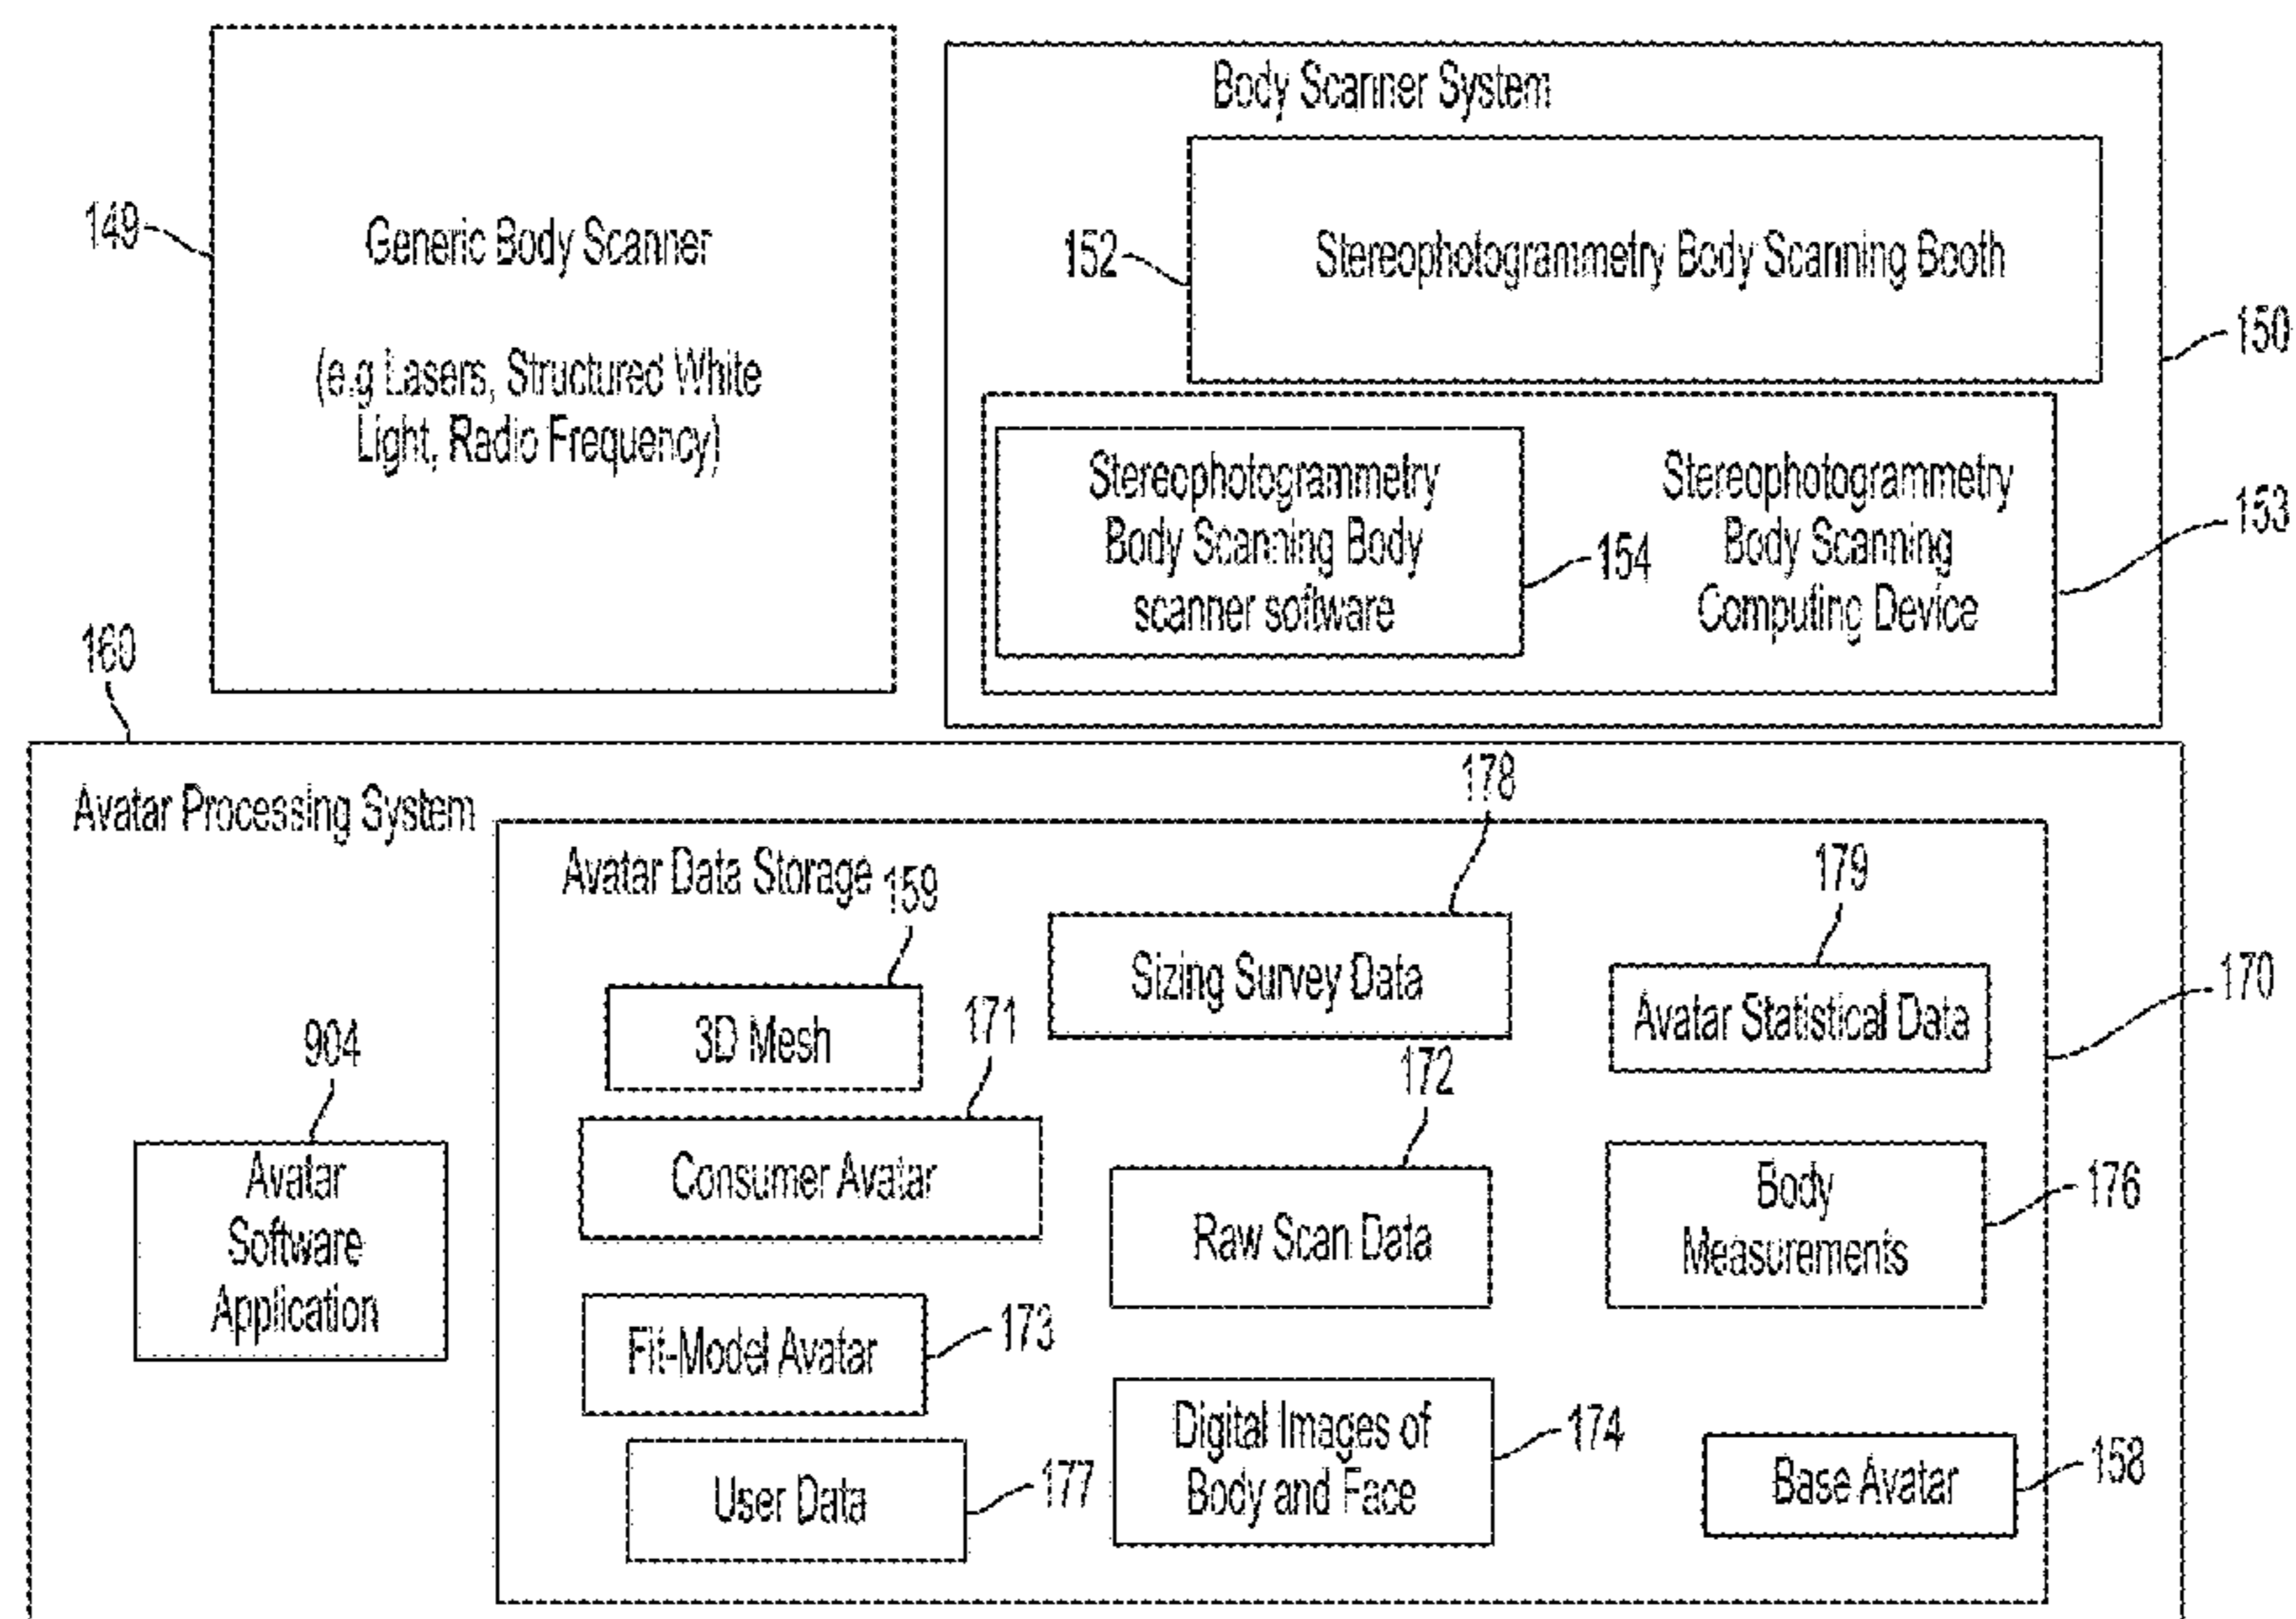 149
Generic Body Scanner
(e.g Lasers, Structured White
Light, Radio Frequency)
Body Scanner System
152
Stereophotogrammetry Body Scanning Booth
150
Stereophotogrammetry
Body Scanning Body
scanner software
154
Stereophotogrammetry
Body Scanning
Computing Device
153
160
Avatar Processing System
904
Avatar
Software
Application
Avatar Data Storage
159
3D Mesh
178
Sizing Survey Data
179
Avatar Statistical Data
170
171
Consumer Avatar
172
Raw Scan Data
Body
Measurements
176
Fit-Model Avatar
173
Digital Images of
Body and Face
174
User Data
177
Base Avatar
158